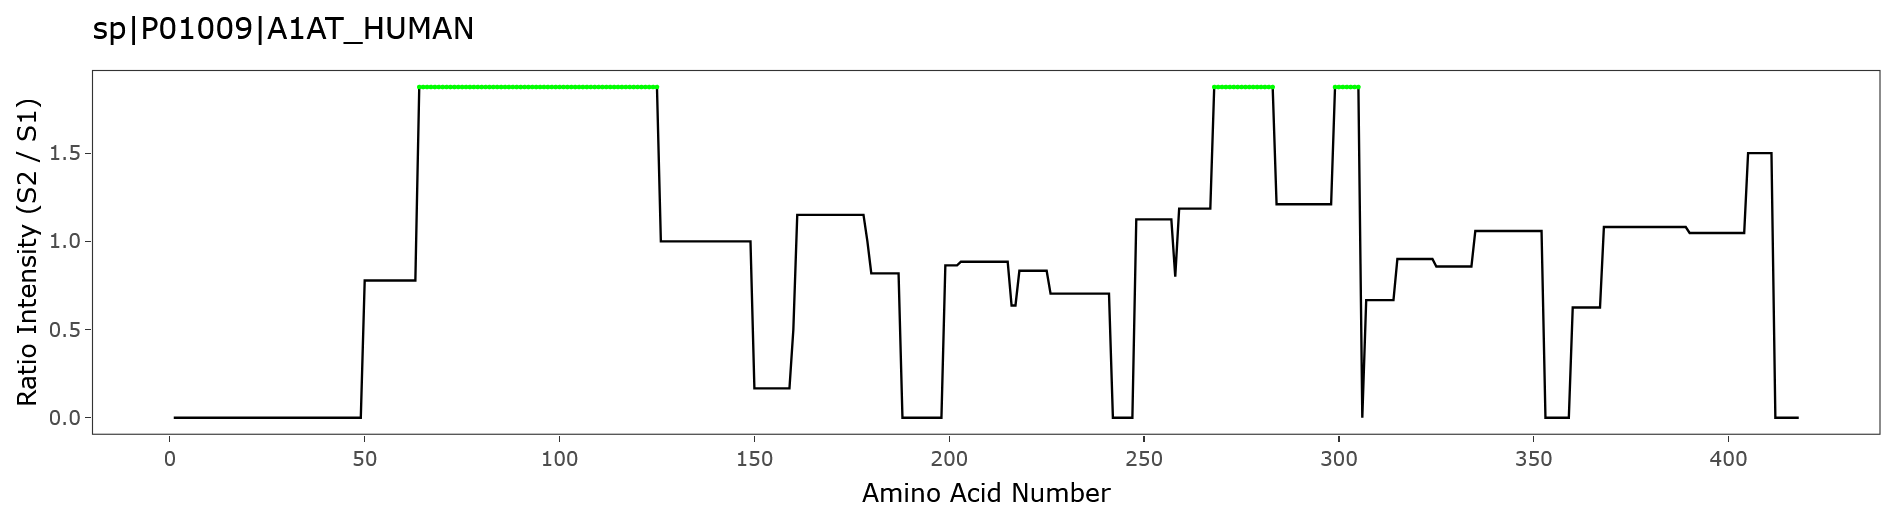 sp|P01009|A1AT_HUMAN
Ratio Intensity (S2 / S1)
1.5
1.0
0.5
0.0
0 50 100 150 200 250 300 350 400
Amino Acid Number